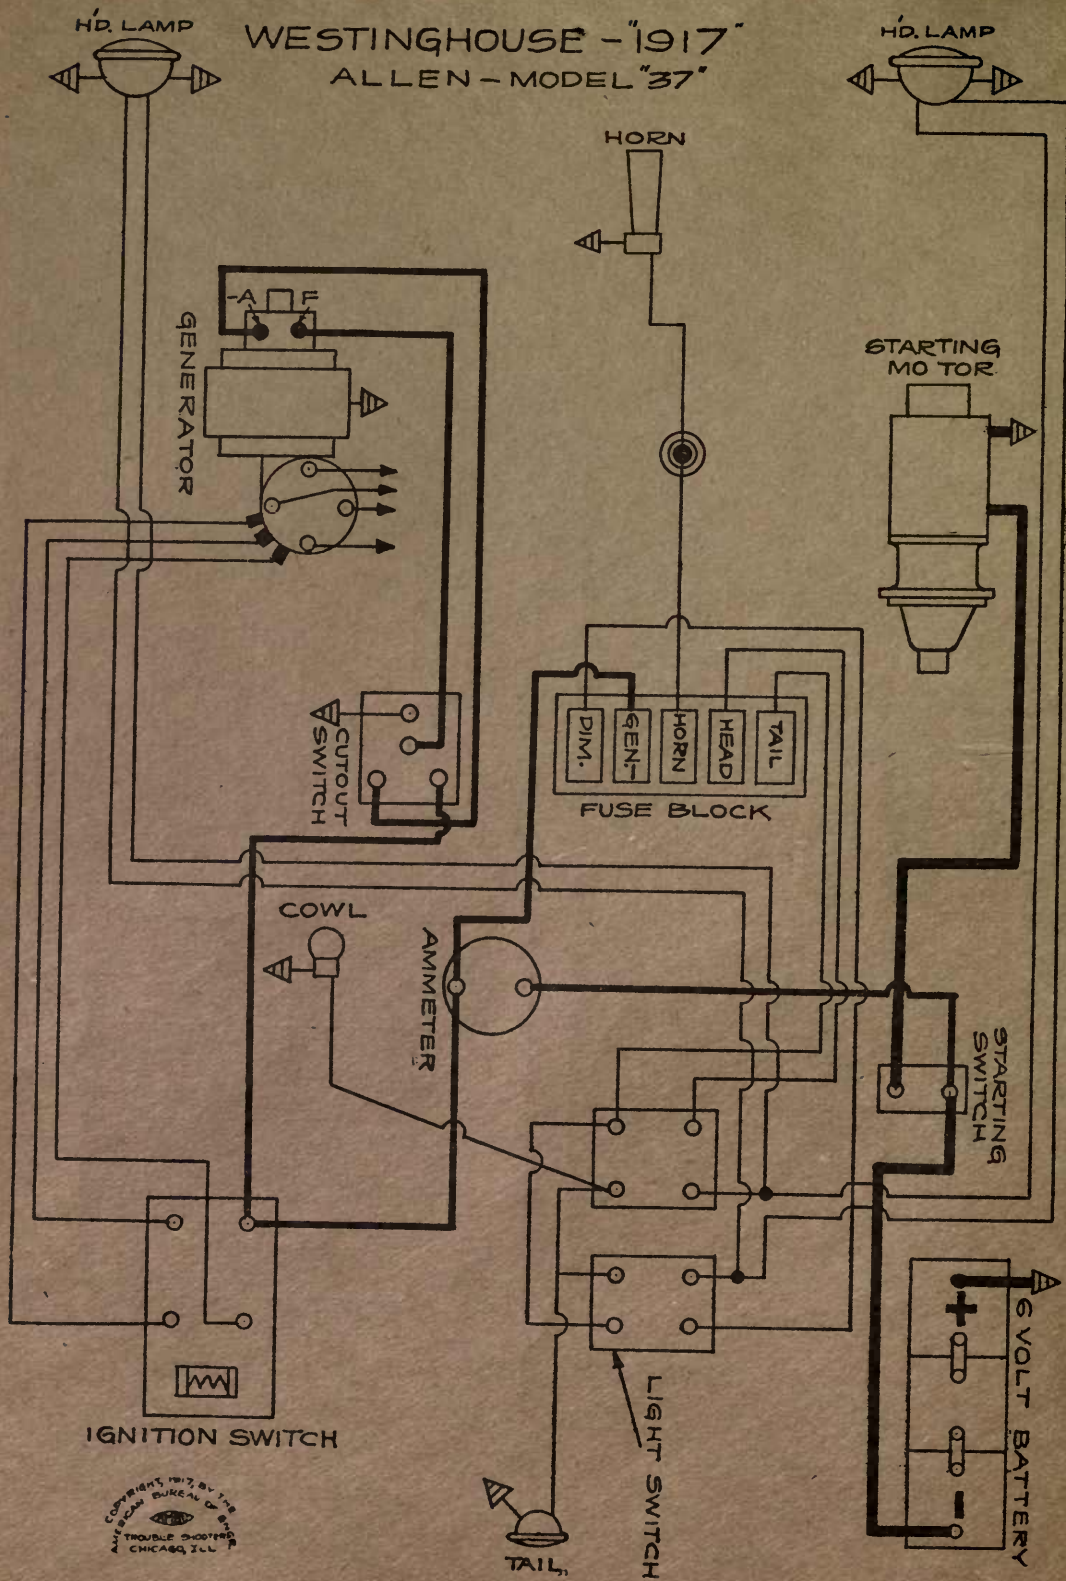 H'D. LAMP
WESTINGHOUSE - "1917"
ALLEN - MODEL "37"
H'D. LAMP
HORN
-A F
GENERATOR
STARTING
MOTOR
CUTOUT
SWITCH
DIM.
GEN.-
HORN
HEAD
TAIL
FUSE BLOCK
COWL
AMMETER
STARTING
SWITCH
+
6 VOLT BATTERY
-
LIGHT SWITCH
IGNITION SWITCH
COPYRIGHT, 1917, BY THE
AMERICAN BUREAU OF ENGR.
TROUBLE SHOOTERS
CHICAGO, ILL
TAIL